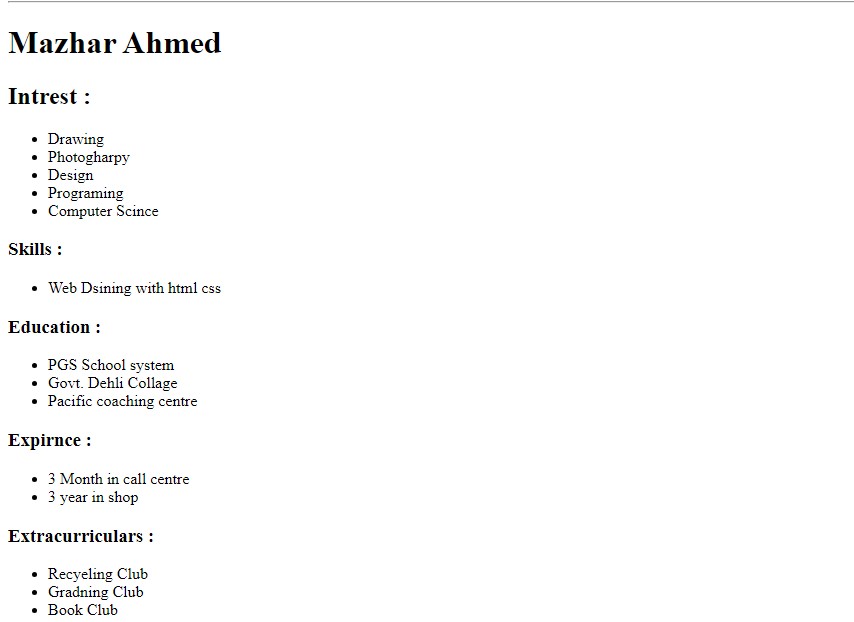 Mazhar Ahmed
Intrest :
Drawing
Photogharpy
Design
Programing
Computer Scince
Skills :
Web Dsining with html css
Education :
PGS School system
Govt. Dehli Collage
Pacific coaching centre
Expirnce :
3 Month in call centre
3 year in shop
Extracurriculars :
Recyeling Club
Gradning Club
Book Club